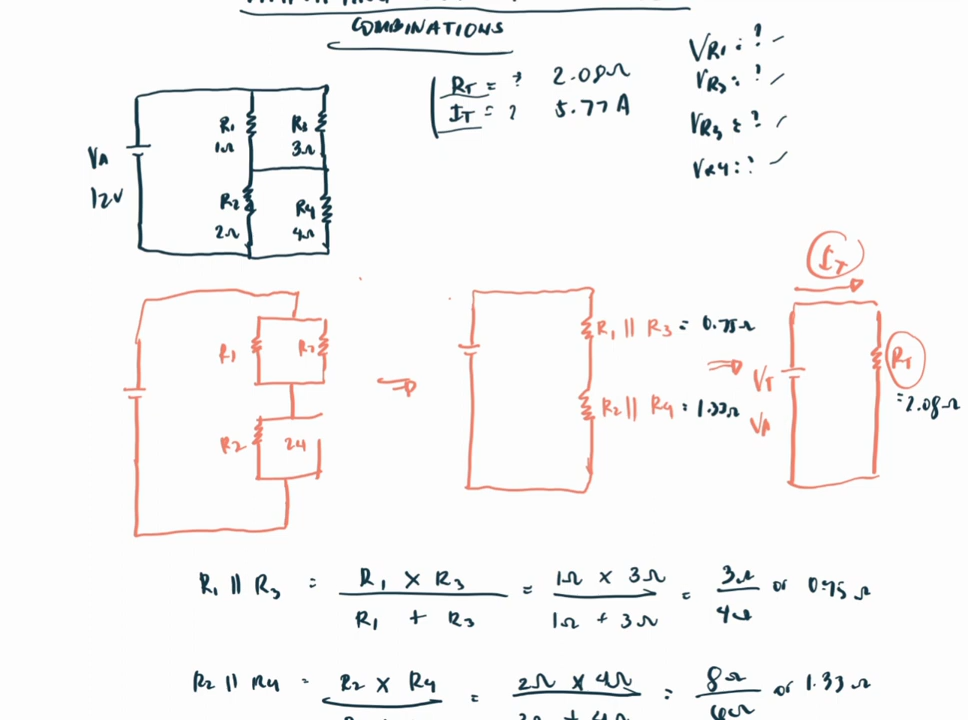 COMBINATIONS
RT = ? 2.08Ω
IT = ? 5.77A
VR1 : ?
VR2 : ?
VR3 : ?
VR4 : ?
VA
12V
R1
1Ω
R3
3Ω
R2
2Ω
R4
4Ω
R1
R2
24
R1 || R3 = 0.75Ω
R2 || R4 = 1.33Ω
IT
VT
VA
RT
=2.08Ω
R1 || R3 = R1 X R3 / R1 + R3 = 1Ω X 3Ω / 1Ω + 3Ω = 3Ω / 4Ω or 0.75Ω
R2 || R4 = R2 X R4 = 2Ω X 4Ω = 8Ω / 6Ω or 1.33Ω